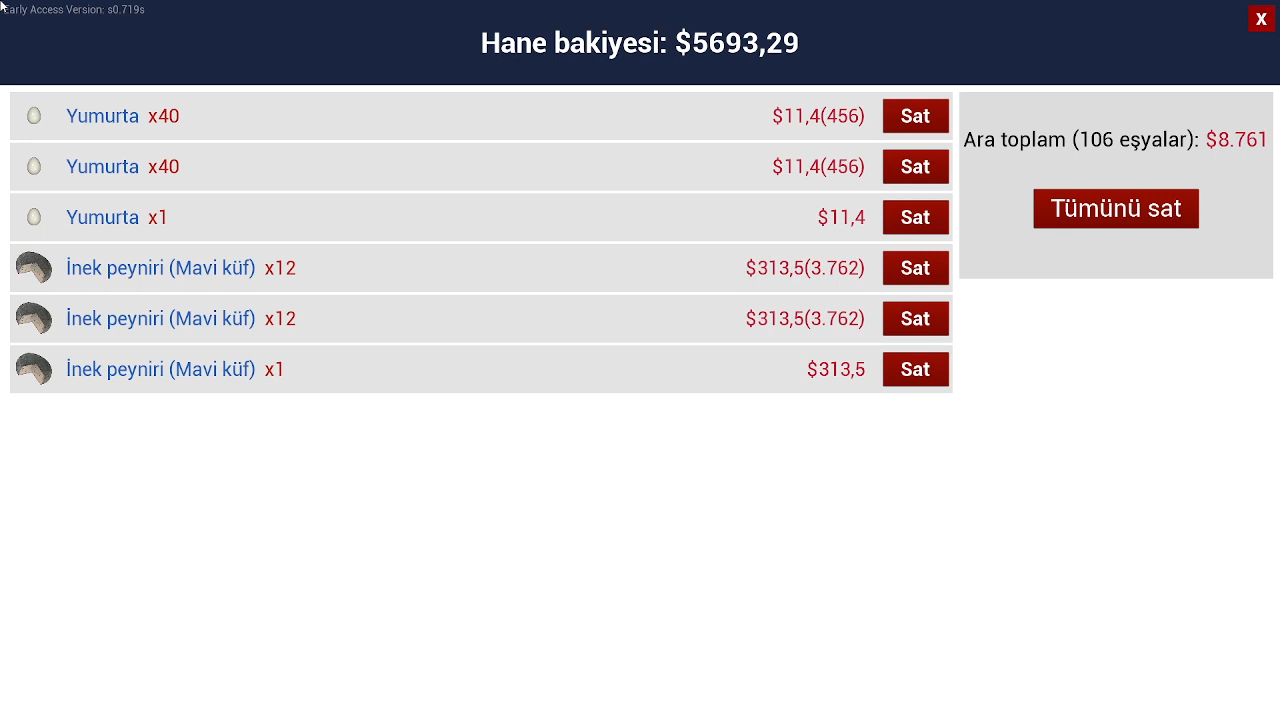 Early Access Version: s0.719s
X
Hane bakiyesi: $5693,29
Yumurta x40 $11,4(456) Sat
Yumurta x40 $11,4(456) Sat
Yumurta x1 $11,4 Sat
İnek peyniri (Mavi küf) x12 $313,5(3.762) Sat
İnek peyniri (Mavi küf) x12 $313,5(3.762) Sat
İnek peyniri (Mavi küf) x1 $313,5 Sat
Ara toplam (106 eşyalar): $8.761
Tümünü sat